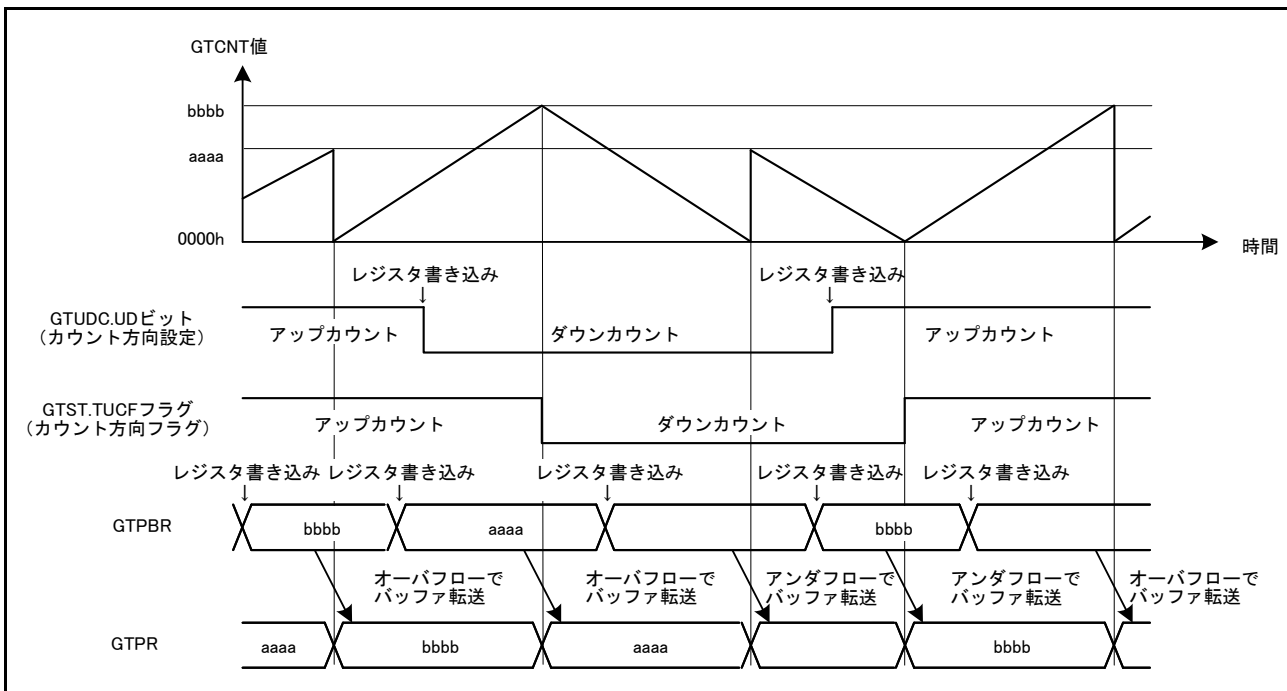 GTCNT値
bbbb
aaaa
0000h
時間
レジスタ書き込み
↓
レジスタ書き込み
↓
GTUDC.UDビット
(カウント方向設定)
アップカウント
ダウンカウント
アップカウント
GTST.TUCFフラグ
(カウント方向フラグ)
アップカウント
ダウンカウント
アップカウント
レジスタ書き込み
↓
レジスタ書き込み
↓
レジスタ書き込み
↓
レジスタ書き込み
↓
レジスタ書き込み
↓
GTPBR
bbbb
aaaa
bbbb
オーバフローで
バッファ転送
オーバフローで
バッファ転送
アンダフローで
バッファ転送
アンダフローで
バッファ転送
オーバフローで
バッファ転送
GTPR
aaaa
bbbb
aaaa
bbbb